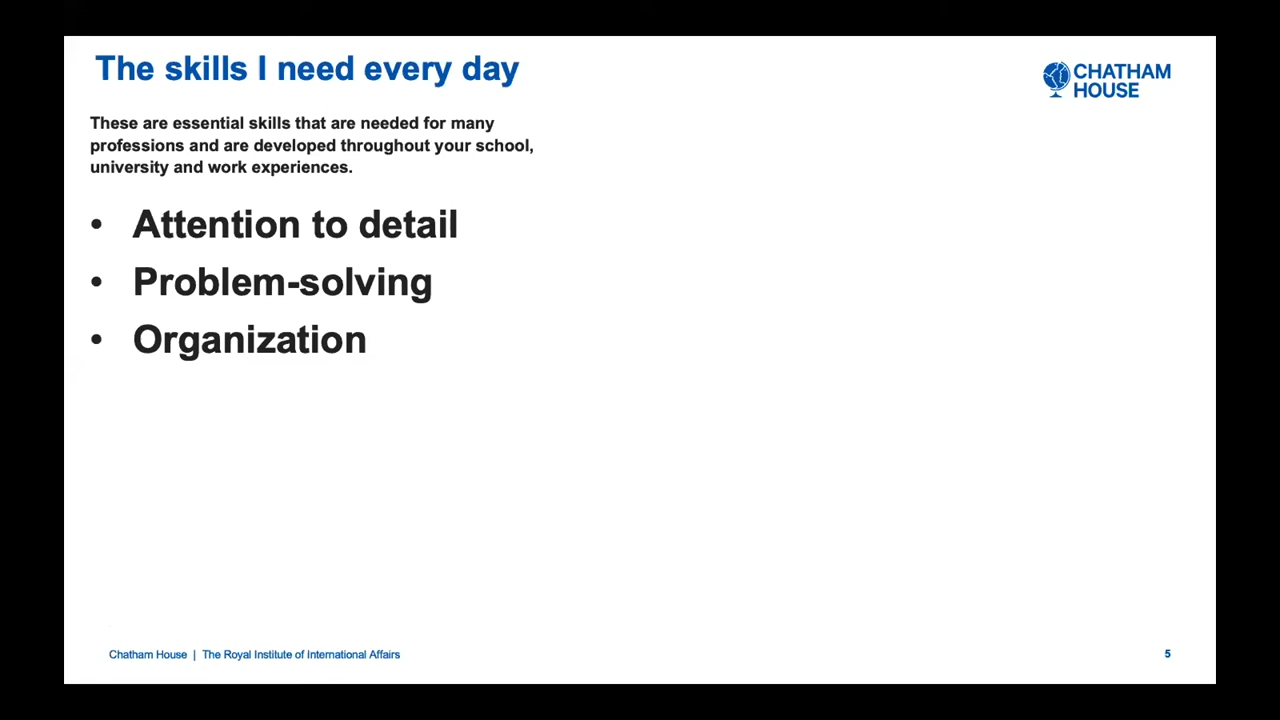 The skills I need every day
CHATHAM
HOUSE
These are essential skills that are needed for many
professions and are developed throughout your school,
university and work experiences.
• Attention to detail
• Problem-solving
• Organization
Chatham House | The Royal Institute of International Affairs
5